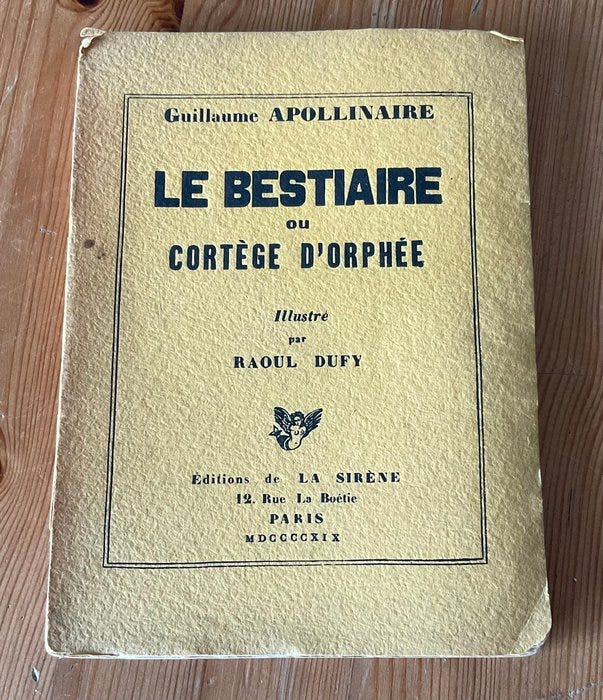 Guillaume APOLLINAIRE
LE BESTIAIRE
OU
CORTÈGE D'ORPHÉE
Illustré
par
RAOUL DUFY
Éditions de LA SIRÈNE
12. Rue La Boétie
PARIS
MDCCCCXIX